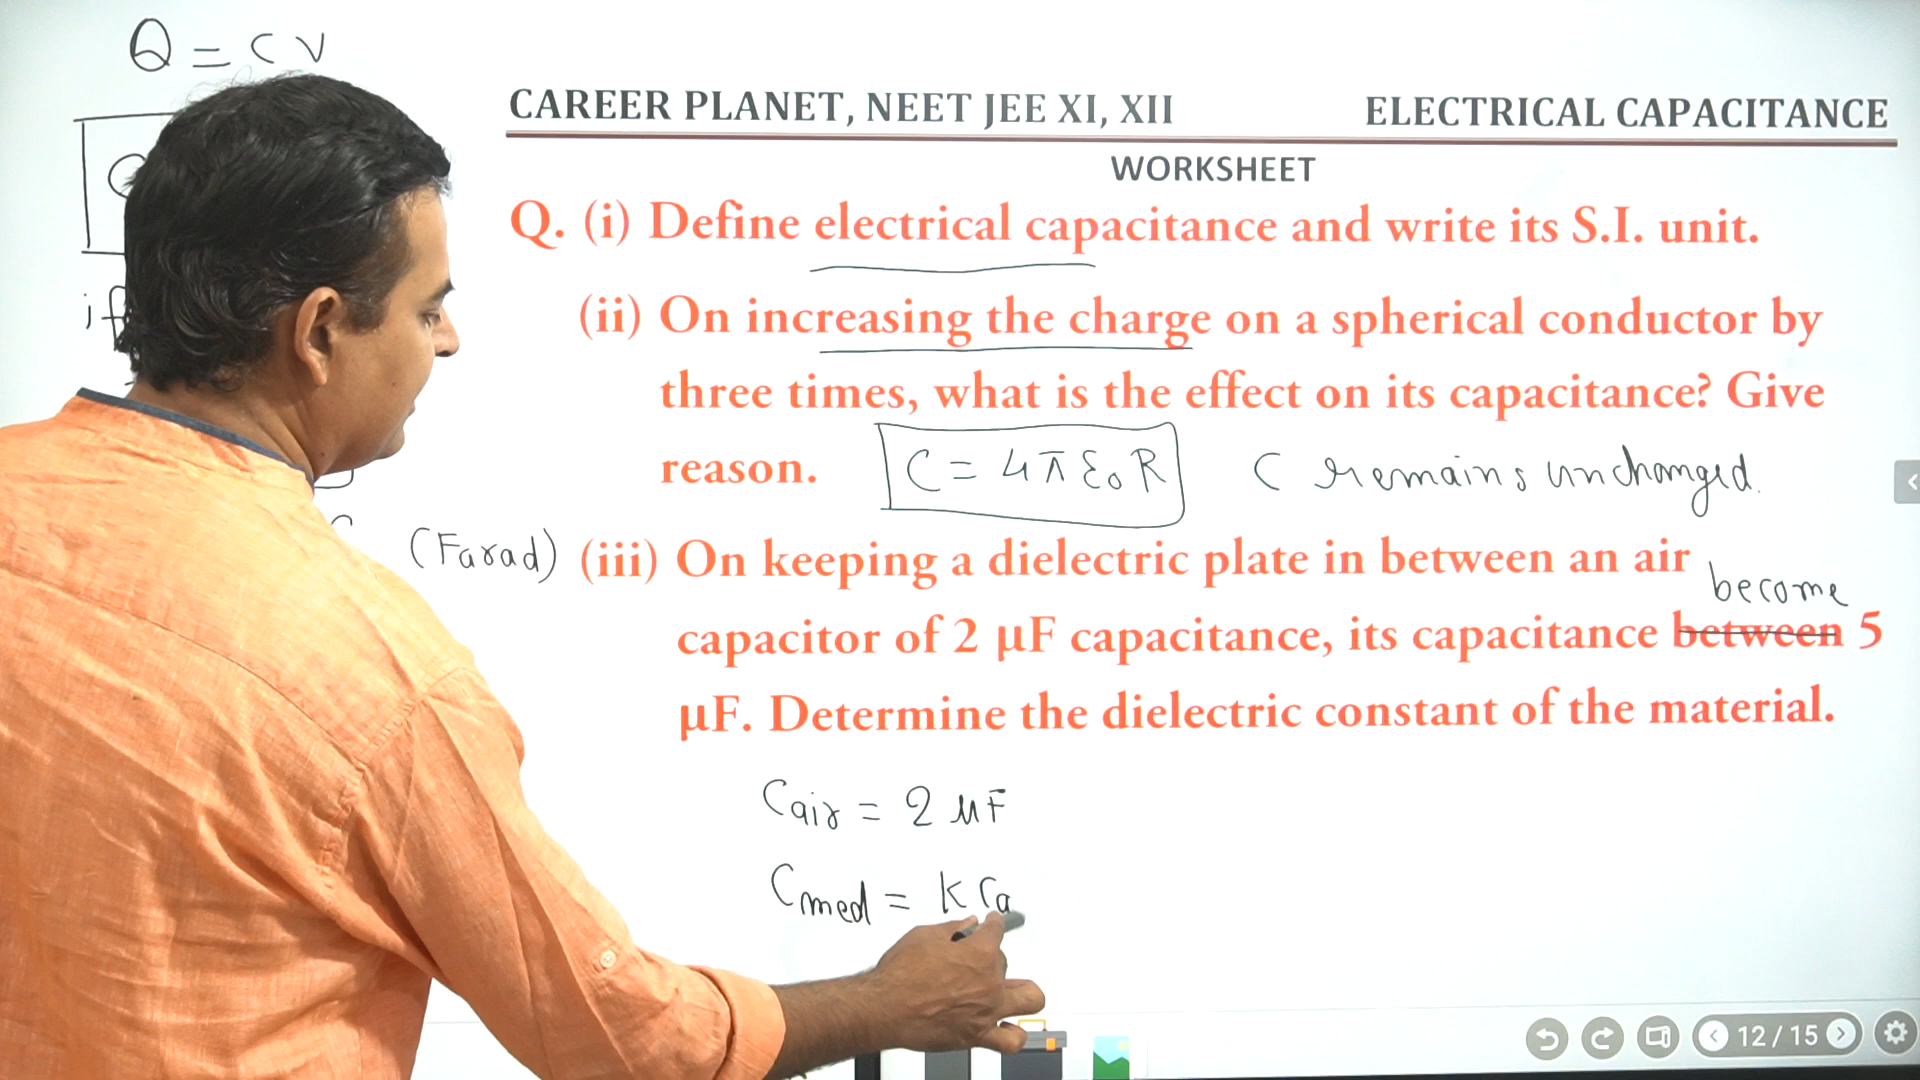 Q = CV
CAREER PLANET, NEET JEE XI, XII ELECTRICAL CAPACITANCE
WORKSHEET
Q. (i) Define electrical capacitance and write its S.I. unit.
(ii) On increasing the charge on a spherical conductor by
if
three times, what is the effect on its capacitance? Give
reason. C = 4πε₀R C remains unchanged.
(Farad) (iii) On keeping a dielectric plate in between an air
become
capacitor of 2 µF capacitance, its capacitance between 5
µF. Determine the dielectric constant of the material.
Cair = 2 µF
Cmed = K Ca
12 / 15